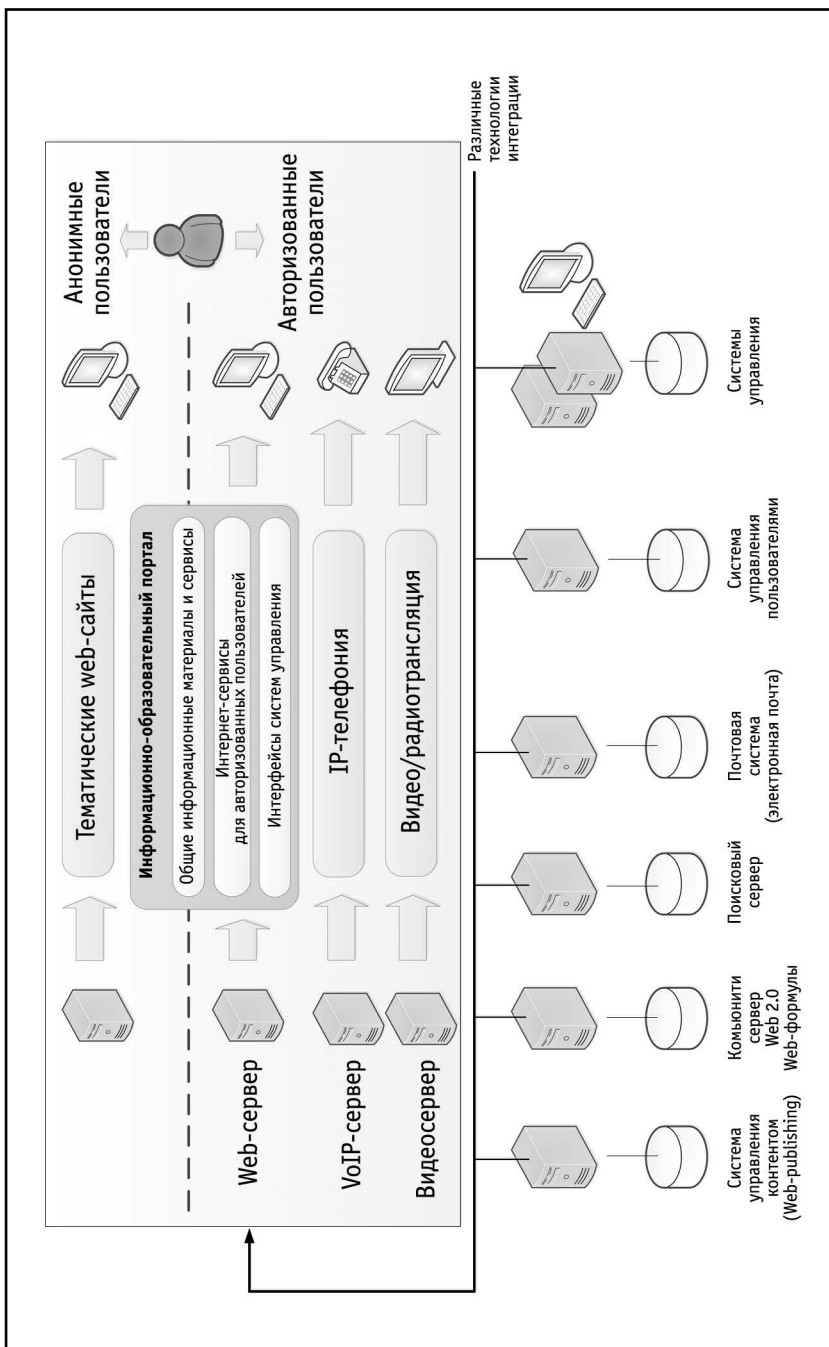 Анонимные
пользователи
Авторизованные
пользователи
Тематические web-сайты
Информационно-образовательный портал
Общие информационные материалы и сервисы
Интернет-сервисы
для авторизованных пользователей
Интерфейсы систем управления
IP-телефония
Видео/радиотрансляция
Web-сервер
VoIP-сервер
Видеосервер
Различные
технологии
интеграции
Система
управления
контентом
(Web-publishing)
Комьюнити
сервер
Web 2.0
Web-формулы
Поисковый
сервер
Почтовая
система
(электронная почта)
Система
управления
пользователями
Системы
управления